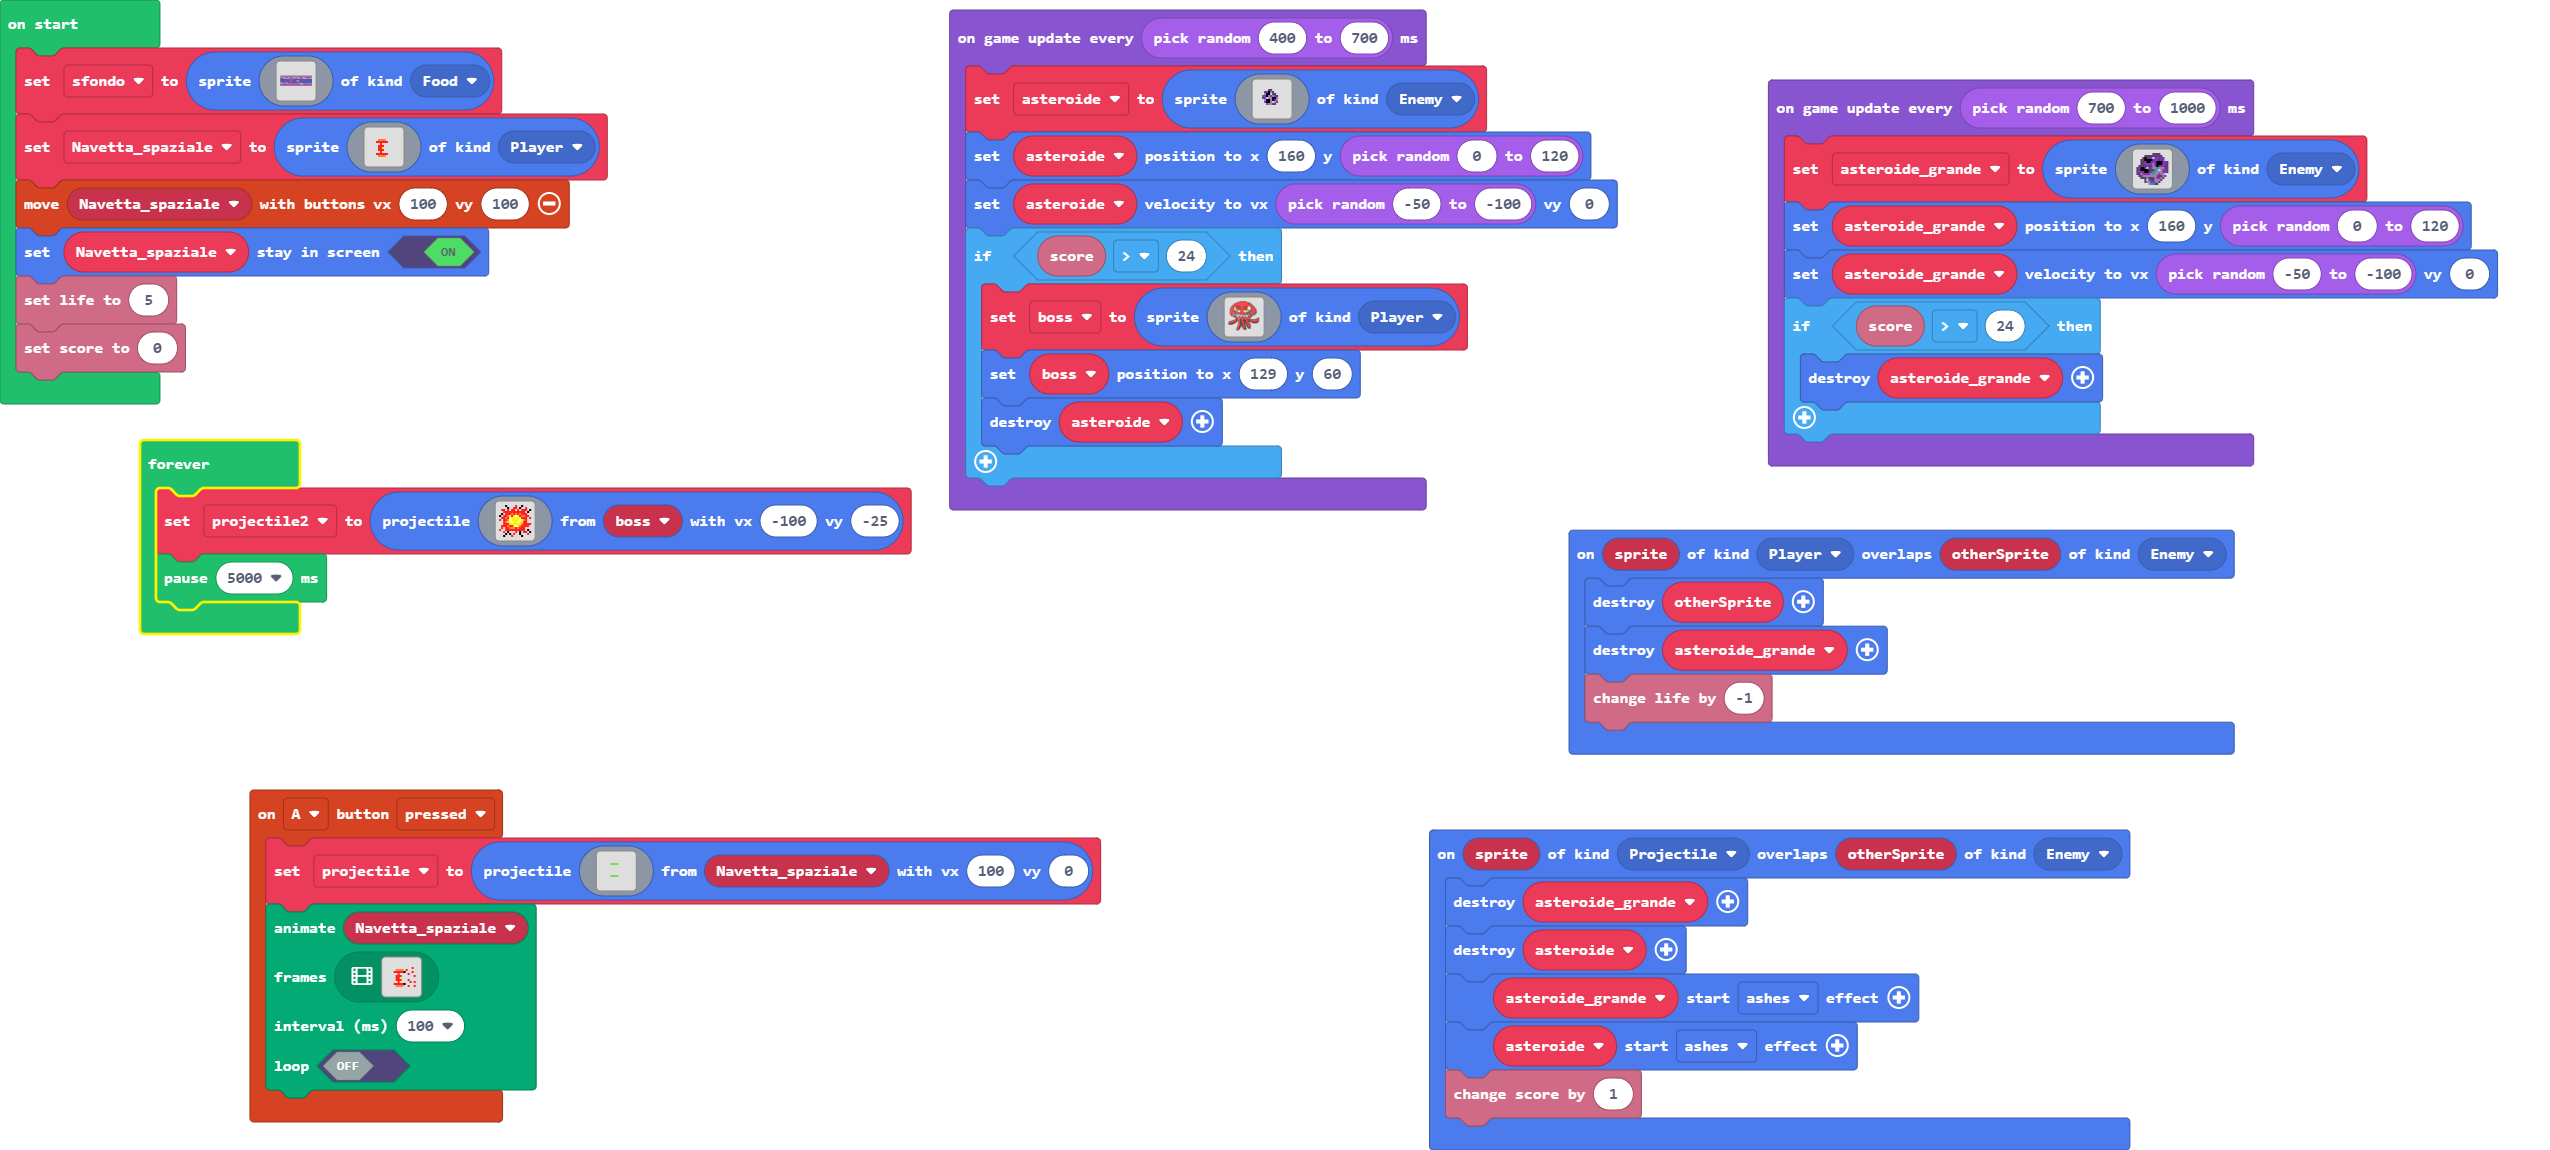 on start
set sfondo to sprite of kind Food
set Navetta_spaziale to sprite of kind Player
move Navetta_spaziale with buttons vx 100 vy 100
set Navetta_spaziale stay in screen ON
set life to 5
set score to 0
forever
set projectile2 to projectile from boss with vx -100 vy -25
pause 5000 ms
on A button pressed
set projectile to projectile from Navetta_spaziale with vx 100 vy 0
animate Navetta_spaziale
frames
interval (ms) 100
loop OFF
on game update every pick random 400 to 700 ms
set asteroide to sprite of kind Enemy
set asteroide position to x 160 y pick random 0 to 120
set asteroide velocity to vx pick random -50 to -100 vy 0
if score > 24 then
set boss to sprite of kind Player
set boss position to x 129 y 60
destroy asteroide
on game update every pick random 700 to 1000 ms
set asteroide_grande to sprite of kind Enemy
set asteroide_grande position to x 160 y pick random 0 to 120
set asteroide_grande velocity to vx pick random -50 to -100 vy 0
if score > 24 then
destroy asteroide_grande
on sprite of kind Player overlaps otherSprite of kind Enemy
destroy otherSprite
destroy asteroide_grande
change life by -1
on sprite of kind Projectile overlaps otherSprite of kind Enemy
destroy asteroide_grande
destroy asteroide
asteroide_grande start ashes effect
asteroide start ashes effect
change score by 1